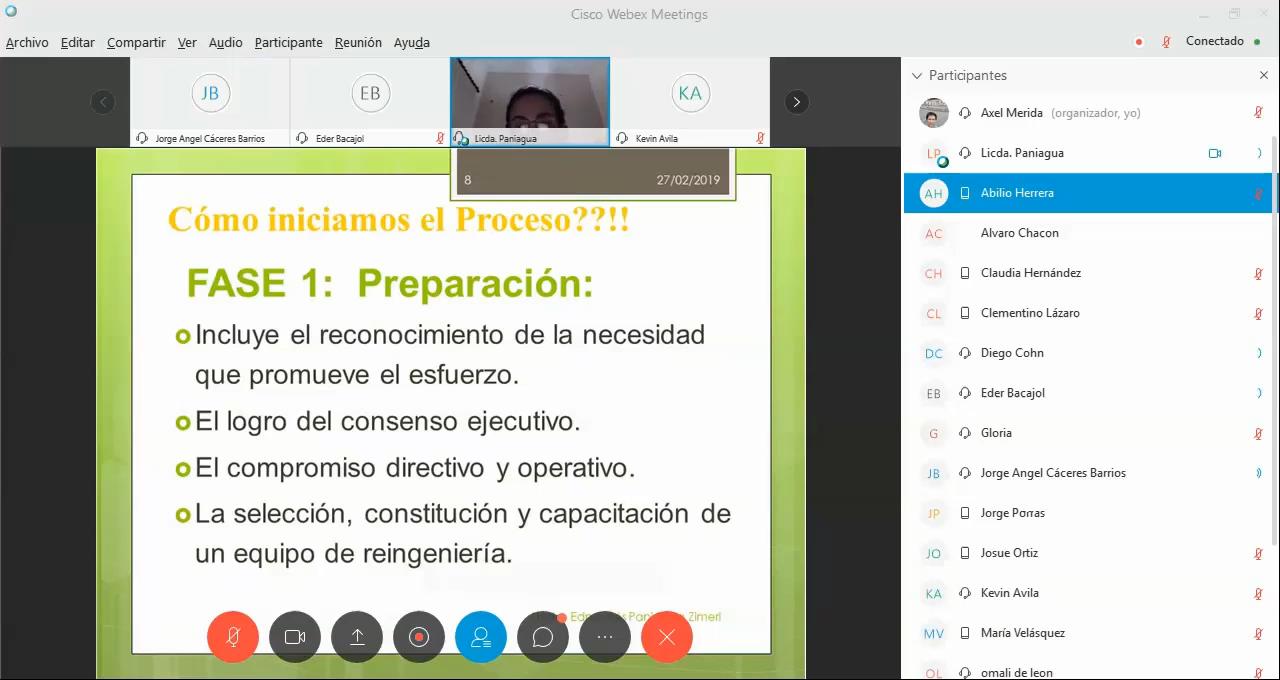 Cisco Webex Meetings
Archivo Editar Compartir Ver Audio Participante Reunión Ayuda
Conectado
JB
EB
KA
Jorge Angel Cáceres Barrios
Eder Bacajol
Licda. Paniagua
Kevin Avila
8 27/02/2019
Cómo iniciamos el Proceso??!!
FASE 1: Preparación:
Incluye el reconocimiento de la necesidad
que promueve el esfuerzo.
El logro del consenso ejecutivo.
El compromiso directivo y operativo.
La selección, constitución y capacitación de
un equipo de reingeniería.
Zimeri
Participantes
Axel Merida (organizador, yo)
LP Licda. Paniagua
AH Abilio Herrera
AC Alvaro Chacon
CH Claudia Hernández
CL Clementino Lázaro
DC Diego Cohn
EB Eder Bacajol
G Gloria
JB Jorge Angel Cáceres Barrios
JP Jorge Porras
JO Josue Ortiz
KA Kevin Avila
MV María Velásquez
OL omali de leon